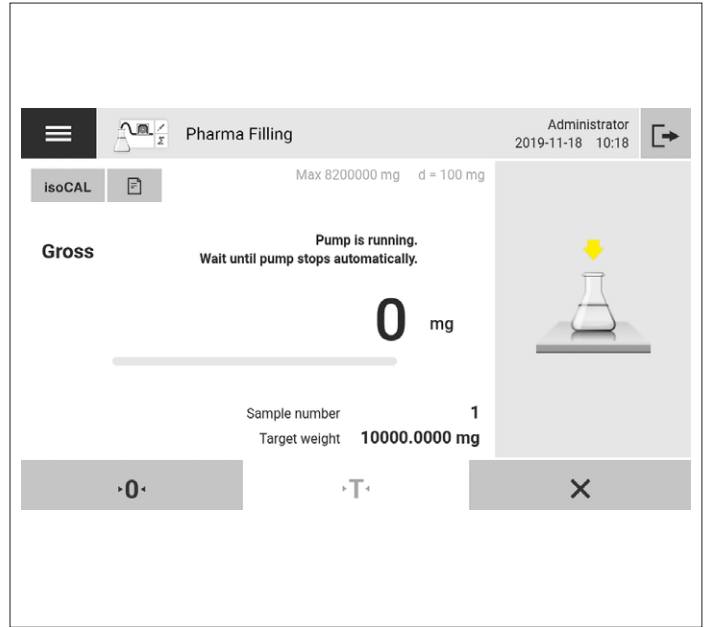 Pharma Filling
Administrator
2019-11-18 10:18
isoCAL
Max 8200000 mg d = 100 mg
Gross
Pump is running.
Wait until pump stops automatically.
0 mg
Sample number 1
Target weight 10000.0000 mg
0
T